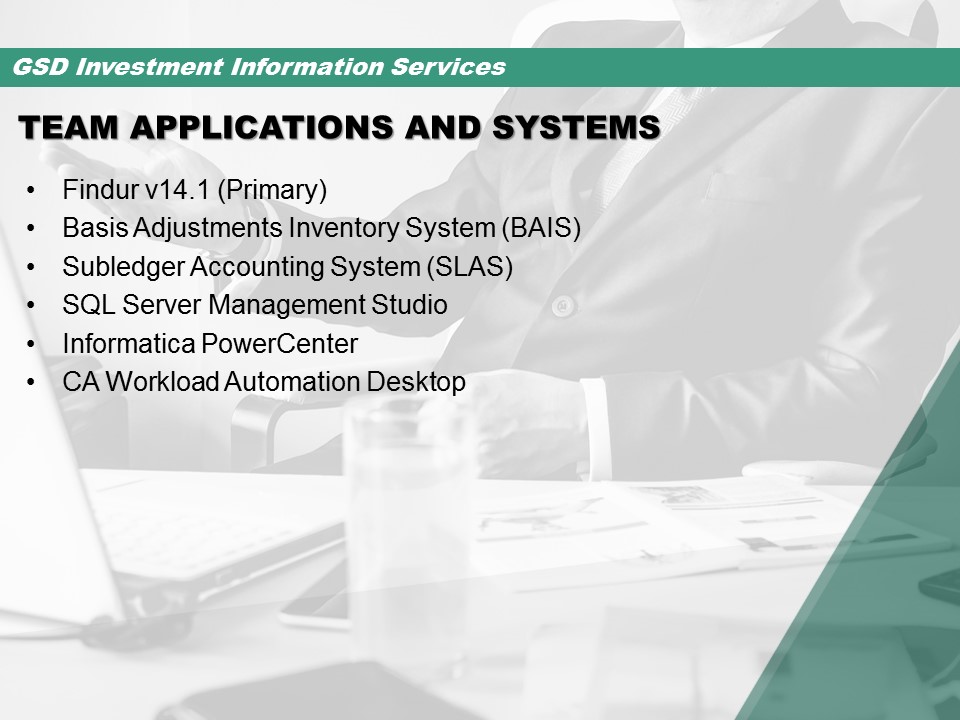 GSD Investment Information Services
TEAM APPLICATIONS AND SYSTEMS
• Findur v14.1 (Primary)
• Basis Adjustments Inventory System (BAIS)
• Subledger Accounting System (SLAS)
• SQL Server Management Studio
• Informatica PowerCenter
• CA Workload Automation Desktop